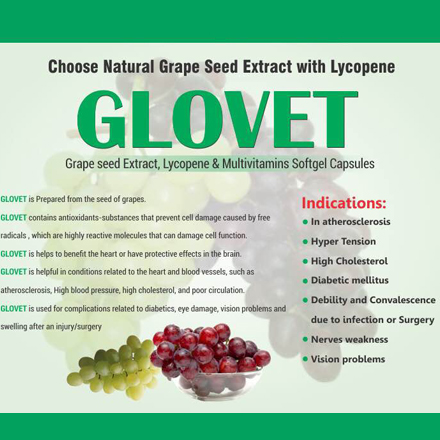 Choose Natural Grape Seed Extract with Lycopene
GLOVET
Grape seed Extract, Lycopene & Multivitamins Softgel Capsules
GLOVET is Prepared from the seed of grapes.
GLOVET contains antioxidants-substances that prevent cell damage caused by free
radicals , which are highly reactive molecules that can damage cell function.
GLOVET is helps to benefit the heart or have protective effects in the brain.
GLOVET is helpful in conditions related to the heart and blood vessels, such as
atherosclerosis, High blood pressure, high cholesterol, and poor circulation.
GLOVET is used for complications related to diabetics, eye damage, vision problems and
swelling after an injury/surgery
Indications:
In atherosclerosis
Hyper Tension
High Cholesterol
Diabetic mellitus
Debility and Convalescence
due to infection or Surgery
Nerves weakness
Vision problems